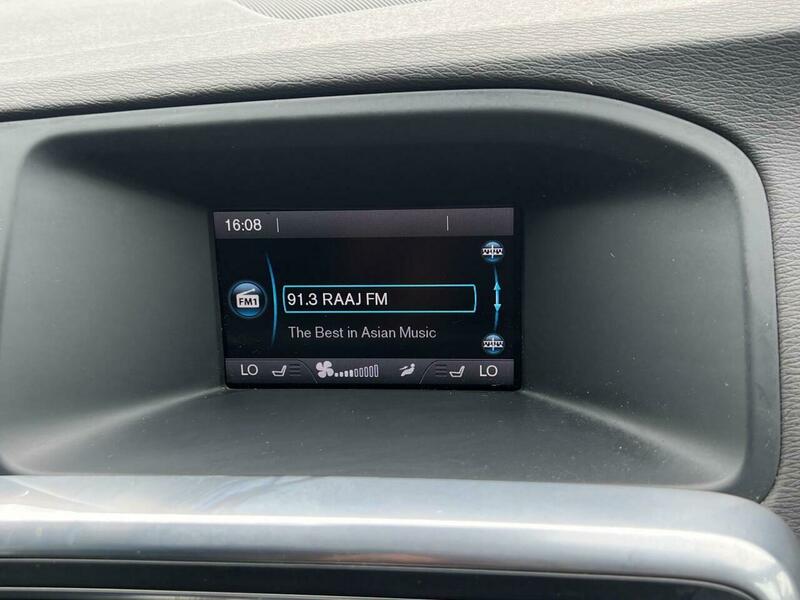 16:08
FM1
91.3 RAAJ FM
The Best in Asian Music
LO LO